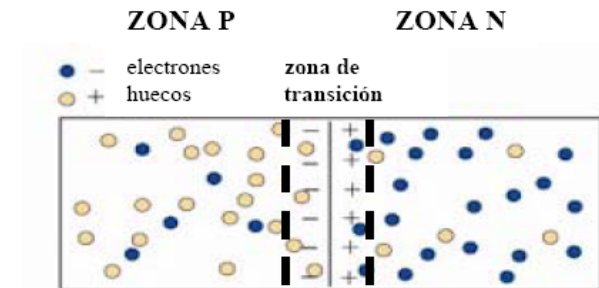 ZONA P
ZONA N
− electrones
+ huecos
zona de
transición
− +
− +
− +
− +
− +
− +